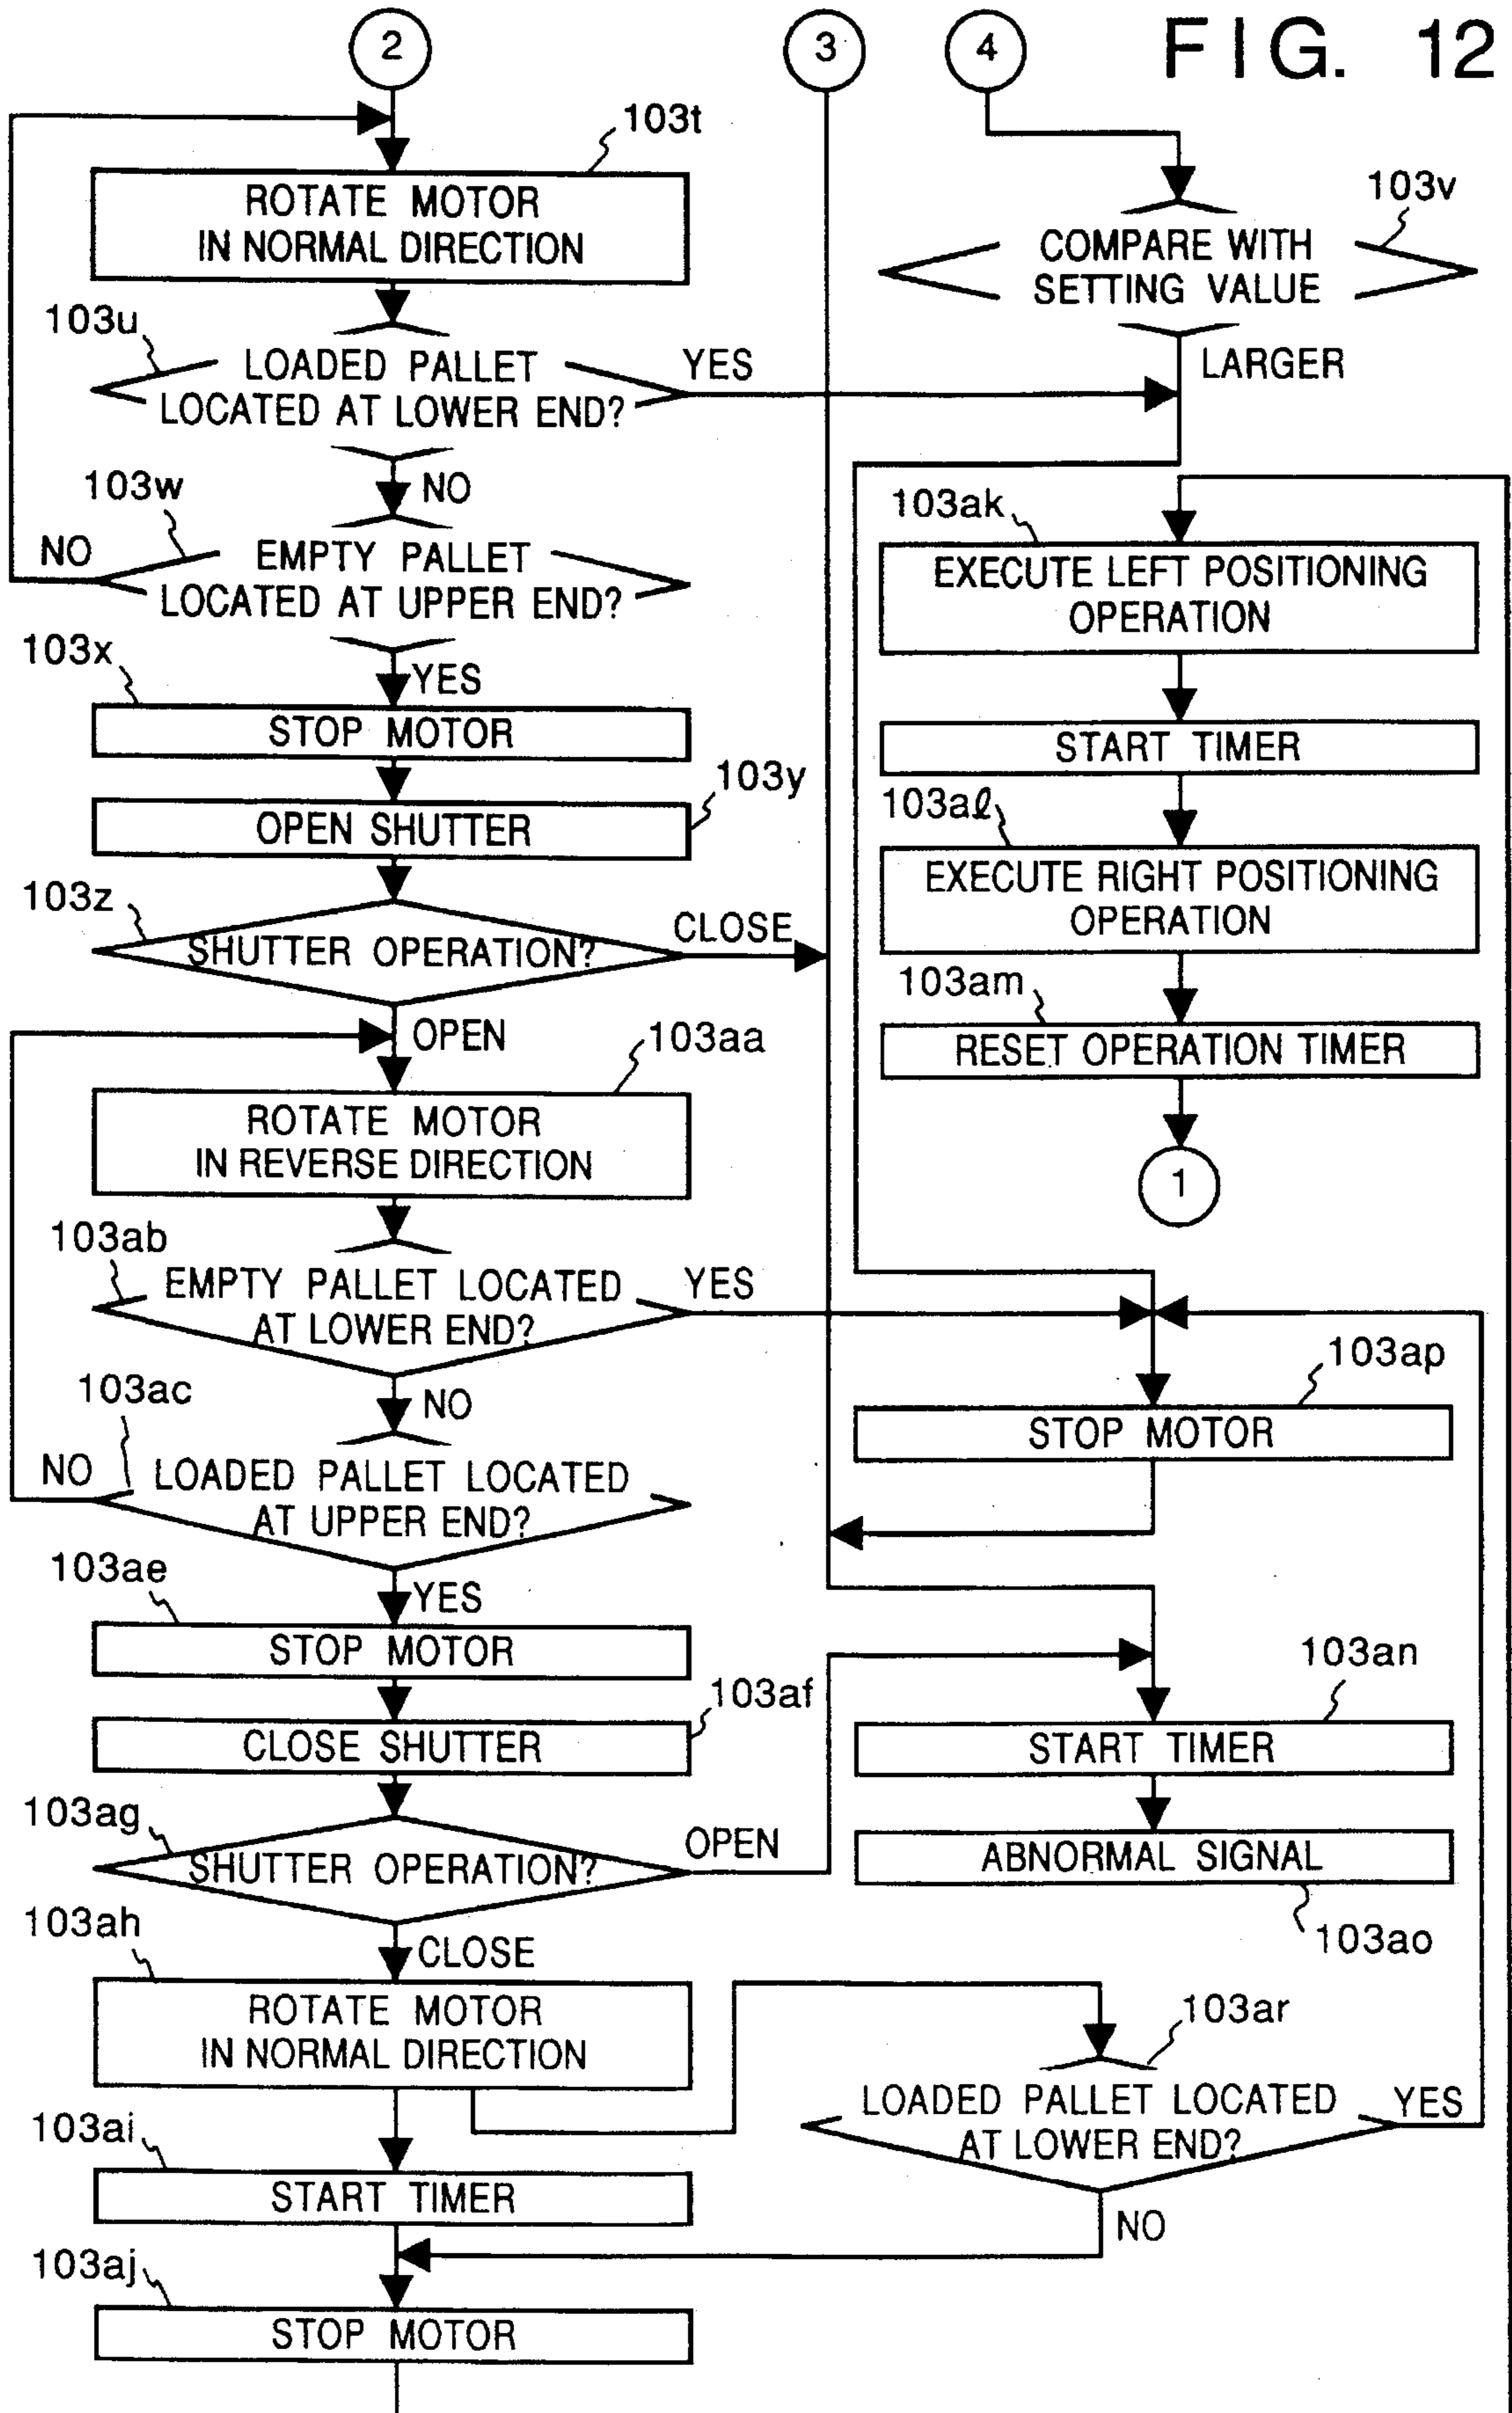 2
3
4
FIG. 12
103t
ROTATE MOTOR
IN NORMAL DIRECTION
103u
LOADED PALLET
LOCATED AT LOWER END?
YES
NO
103w
EMPTY PALLET
LOCATED AT UPPER END?
NO
YES
103x
STOP MOTOR
103y
OPEN SHUTTER
103z
SHUTTER OPERATION?
CLOSE
OPEN
103aa
ROTATE MOTOR
IN REVERSE DIRECTION
103ab
EMPTY PALLET LOCATED
AT LOWER END?
YES
NO
103ac
LOADED PALLET LOCATED
AT UPPER END?
NO
YES
103ae
STOP MOTOR
103af
CLOSE SHUTTER
103ag
SHUTTER OPERATION?
OPEN
CLOSE
103ah
ROTATE MOTOR
IN NORMAL DIRECTION
103ai
START TIMER
103aj
STOP MOTOR
103v
COMPARE WITH
SETTING VALUE
LARGER
103ak
EXECUTE LEFT POSITIONING
OPERATION
START TIMER
103aℓ
EXECUTE RIGHT POSITIONING
OPERATION
103am
RESET OPERATION TIMER
1
103ap
STOP MOTOR
103an
START TIMER
ABNORMAL SIGNAL
103ao
103ar
LOADED PALLET LOCATED
AT LOWER END?
YES
NO